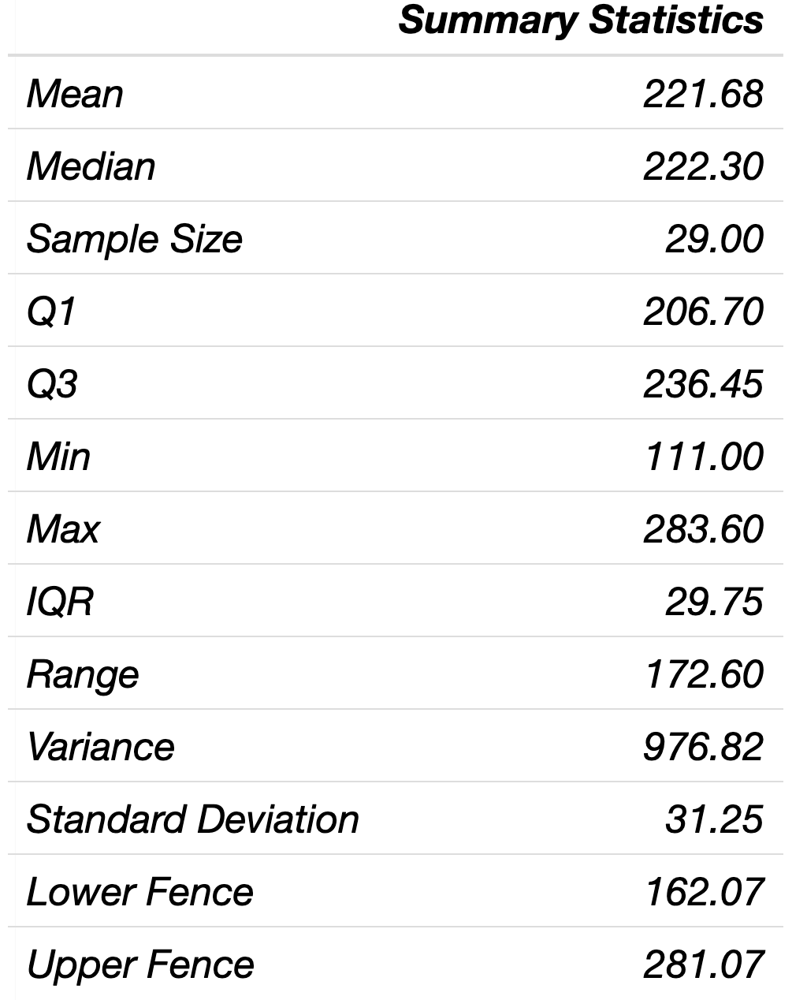 Summary Statistics
Mean 221.68
Median 222.30
Sample Size 29.00
Q1 206.70
Q3 236.45
Min 111.00
Max 283.60
IQR 29.75
Range 172.60
Variance 976.82
Standard Deviation 31.25
Lower Fence 162.07
Upper Fence 281.07